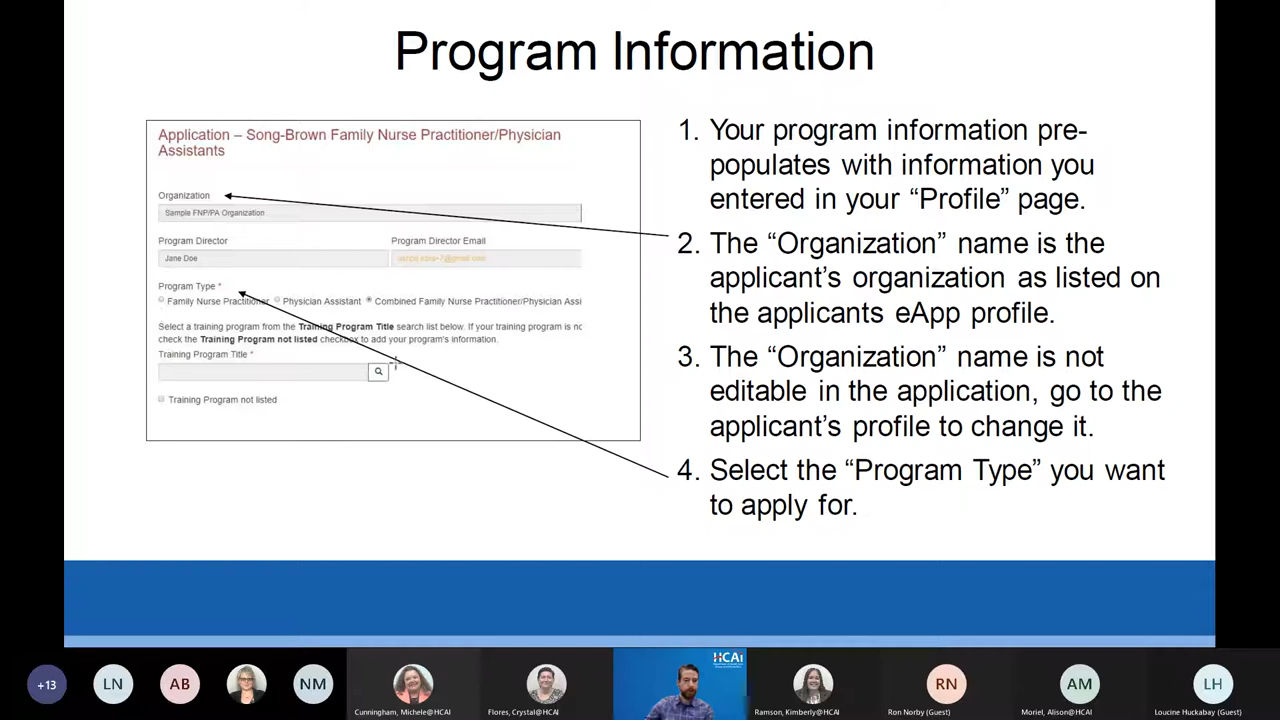 Program Information
Application – Song-Brown Family Nurse Practitioner/Physician
Assistants
Organization
Sample FNP/PA Organization
Program Director
Program Director Email
Jane Doe
Program Type *
Family Nurse Practitioner
Physician Assistant
Combined Family Nurse Practitioner/Physician Assi
Select a training program from the Training Program Title search list below. If your training program is no
check the Training Program not listed checkbox to add your program's information.
Training Program Title *
Training Program not listed
1. Your program information pre-
populates with information you
entered in your “Profile” page.
2. The “Organization” name is the
applicant’s organization as listed on
the applicants eApp profile.
3. The “Organization” name is not
editable in the application, go to the
applicant’s profile to change it.
4. Select the “Program Type” you want
to apply for.
+13
LN
AB
NM
Cunningham, Michele@HCAI
Flores, Crystal@HCAI
HCAI
Ramson, Kimberly@HCAI
RN
Ron Norby (Guest)
AM
Moriel, Alison@HCAI
LH
Loucine Huckabay (Guest)